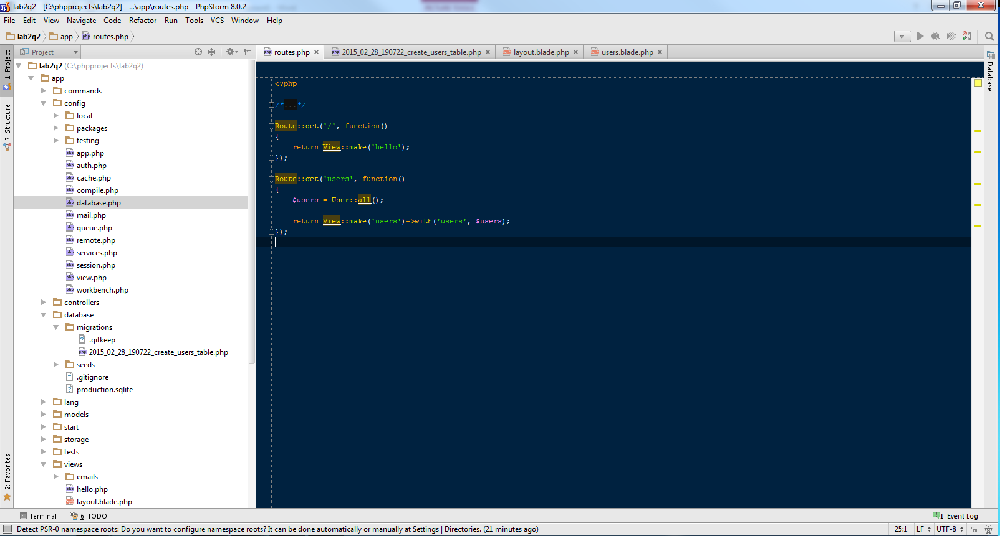 lab2q2 - [C:\phpprojects\lab2q2] - ...\app\routes.php - PhpStorm 8.0.2
File Edit View Navigate Code Refactor Run Tools VCS Window Help
lab2q2 app routes.php
1: Project
7: Structure
2: Favorites
Project
lab2q2 (C:\phpprojects\lab2q2)
app
commands
config
local
packages
testing
app.php
auth.php
cache.php
compile.php
database.php
mail.php
queue.php
remote.php
services.php
session.php
view.php
workbench.php
controllers
database
migrations
.gitkeep
2015_02_28_190722_create_users_table.php
seeds
.gitignore
production.sqlite
lang
models
start
storage
tests
views
emails
hello.php
layout.blade.php
routes.php 2015_02_28_190722_create_users_table.php layout.blade.php users.blade.php
<?php
/*...*/
Route::get('/', function()
{
return View::make('hello');
});
Route::get('users', function()
{
$users = User::all();
return View::make('users')->with('users', $users);
});
Database
Terminal 6: TODO
1 Event Log
Detect PSR-0 namespace roots: Do you want to configure namespace roots? It can be done automatically or manually at Settings | Directories. (21 minutes ago)
25:1 LF UTF-8